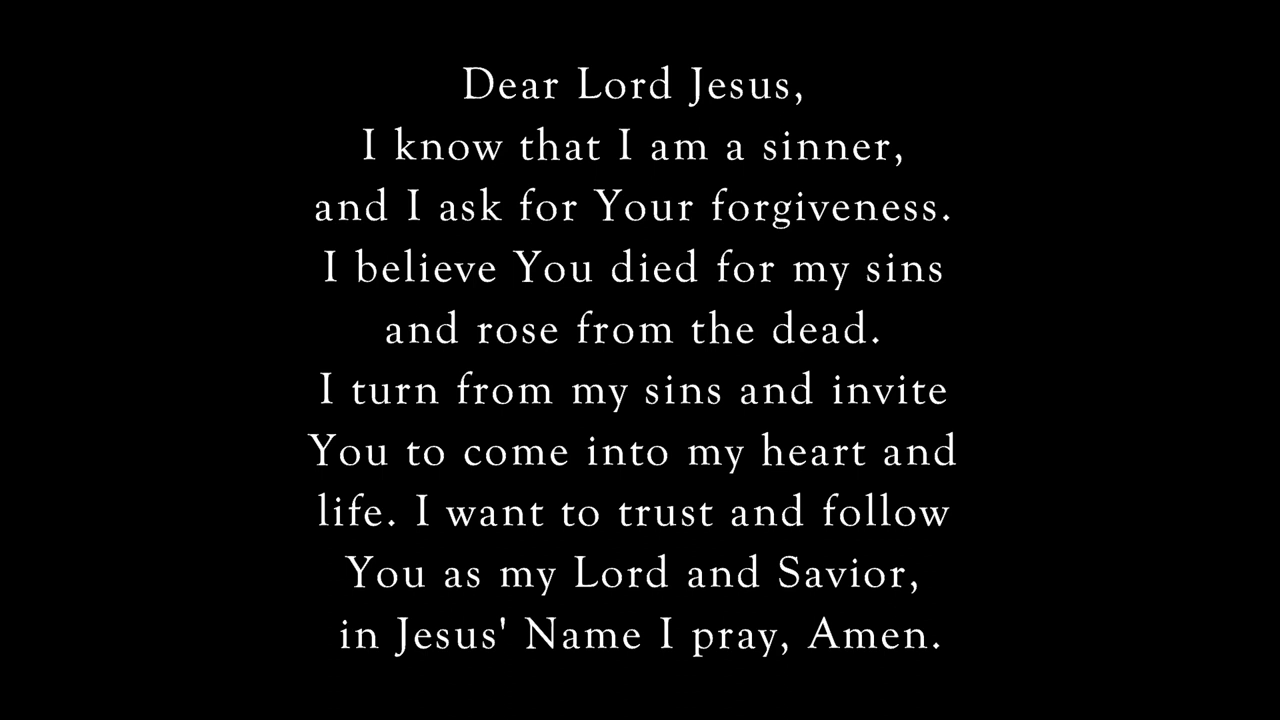 Dear Lord Jesus,
I know that I am a sinner,
and I ask for Your forgiveness.
I believe You died for my sins
and rose from the dead.
I turn from my sins and invite
You to come into my heart and
life. I want to trust and follow
You as my Lord and Savior,
in Jesus' Name I pray, Amen.